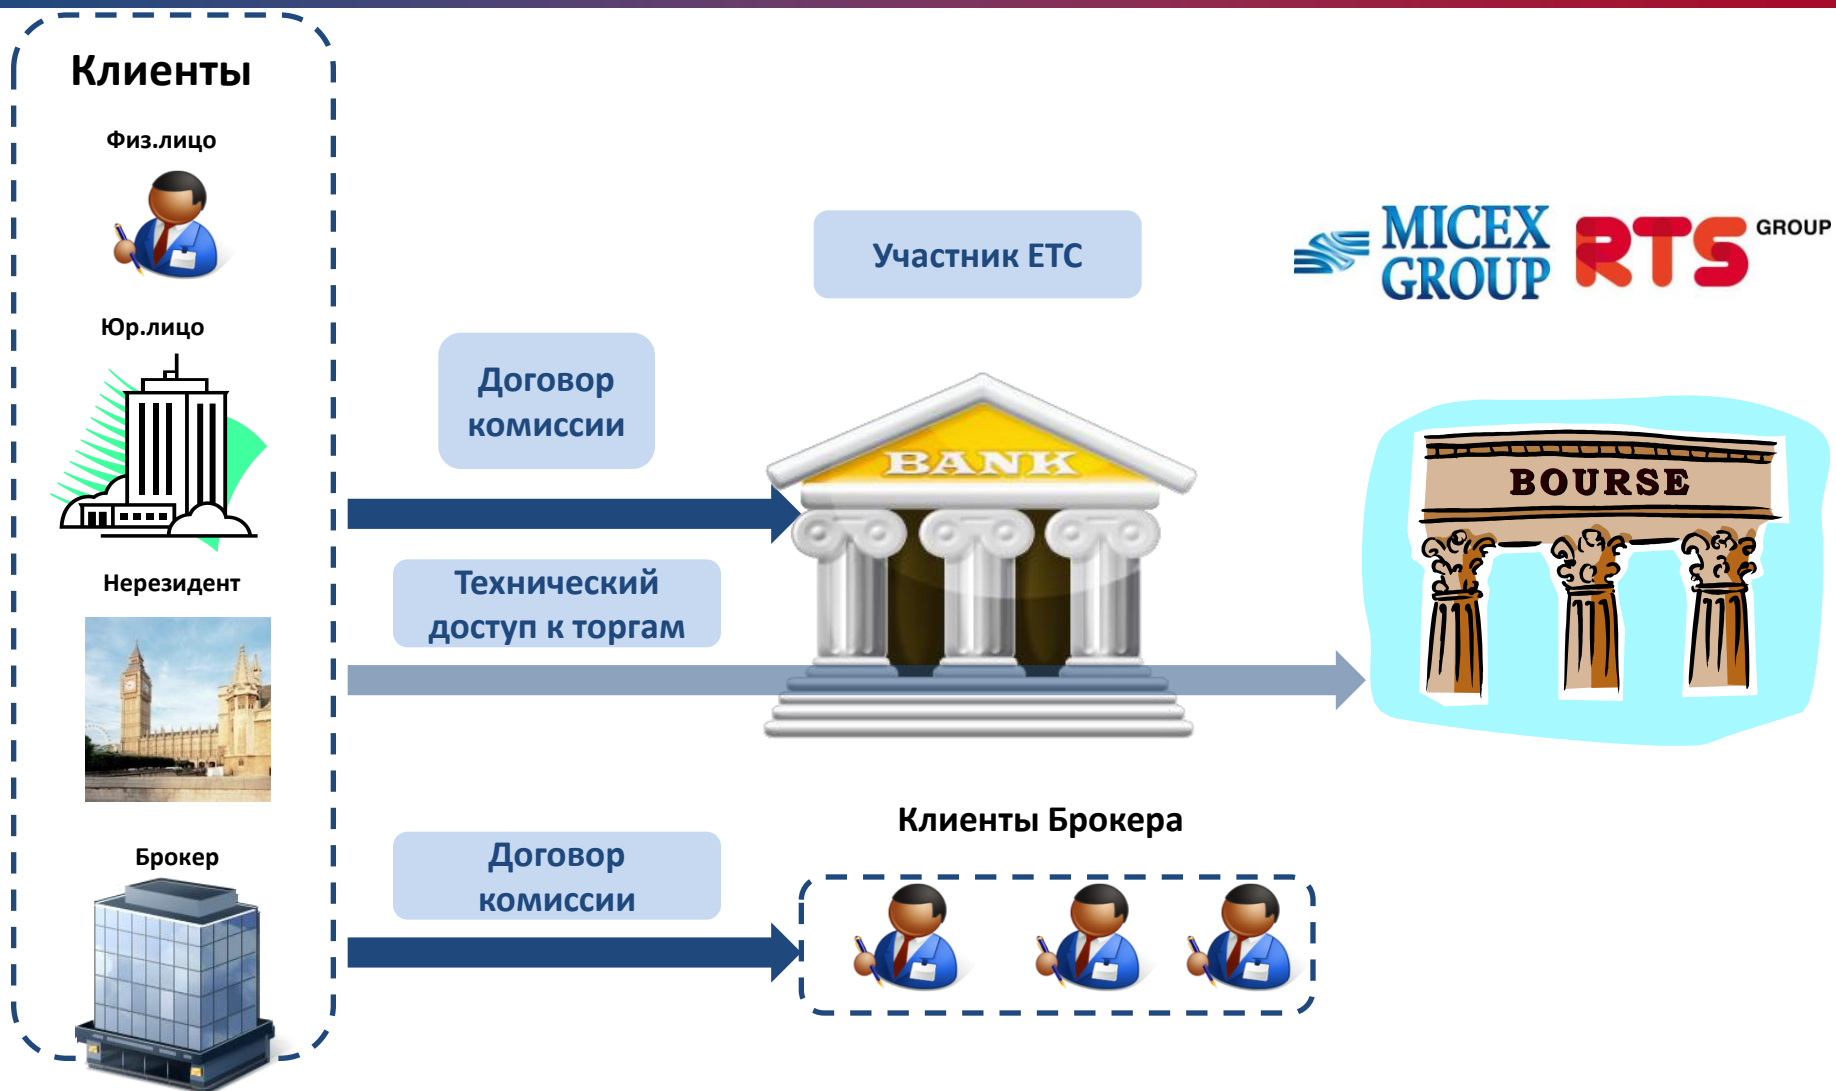 Клиенты
Физ.лицо
Юр.лицо
Нерезидент
Брокер
Договор
комиссии
Технический
доступ к торгам
Договор
комиссии
Участник ЕТС
BANK
Клиенты Брокера
MICEX
GROUP
RTS GROUP
BOURSE